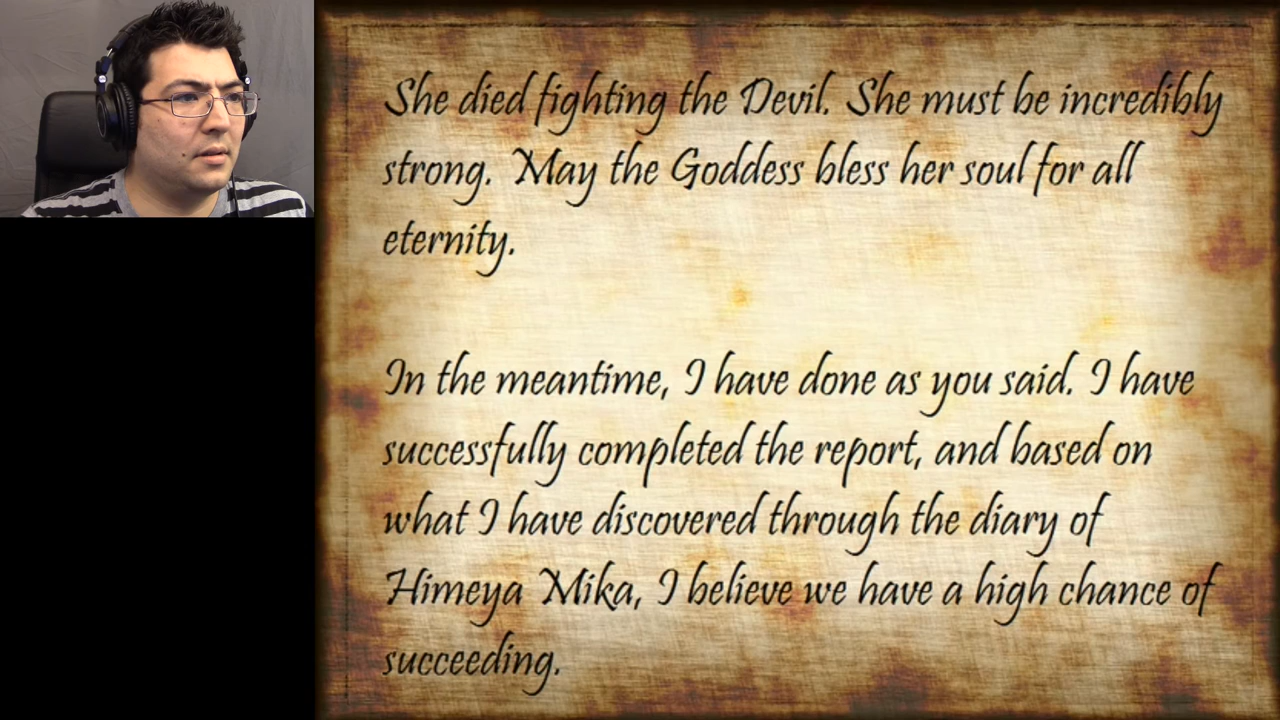 She died fighting the Devil. She must be incredibly
strong. May the Goddess bless her soul for all
eternity.
In the meantime, I have done as you said. I have
successfully completed the report, and based on
what I have discovered through the diary of
Himeya Mika, I believe we have a high chance of
succeeding.